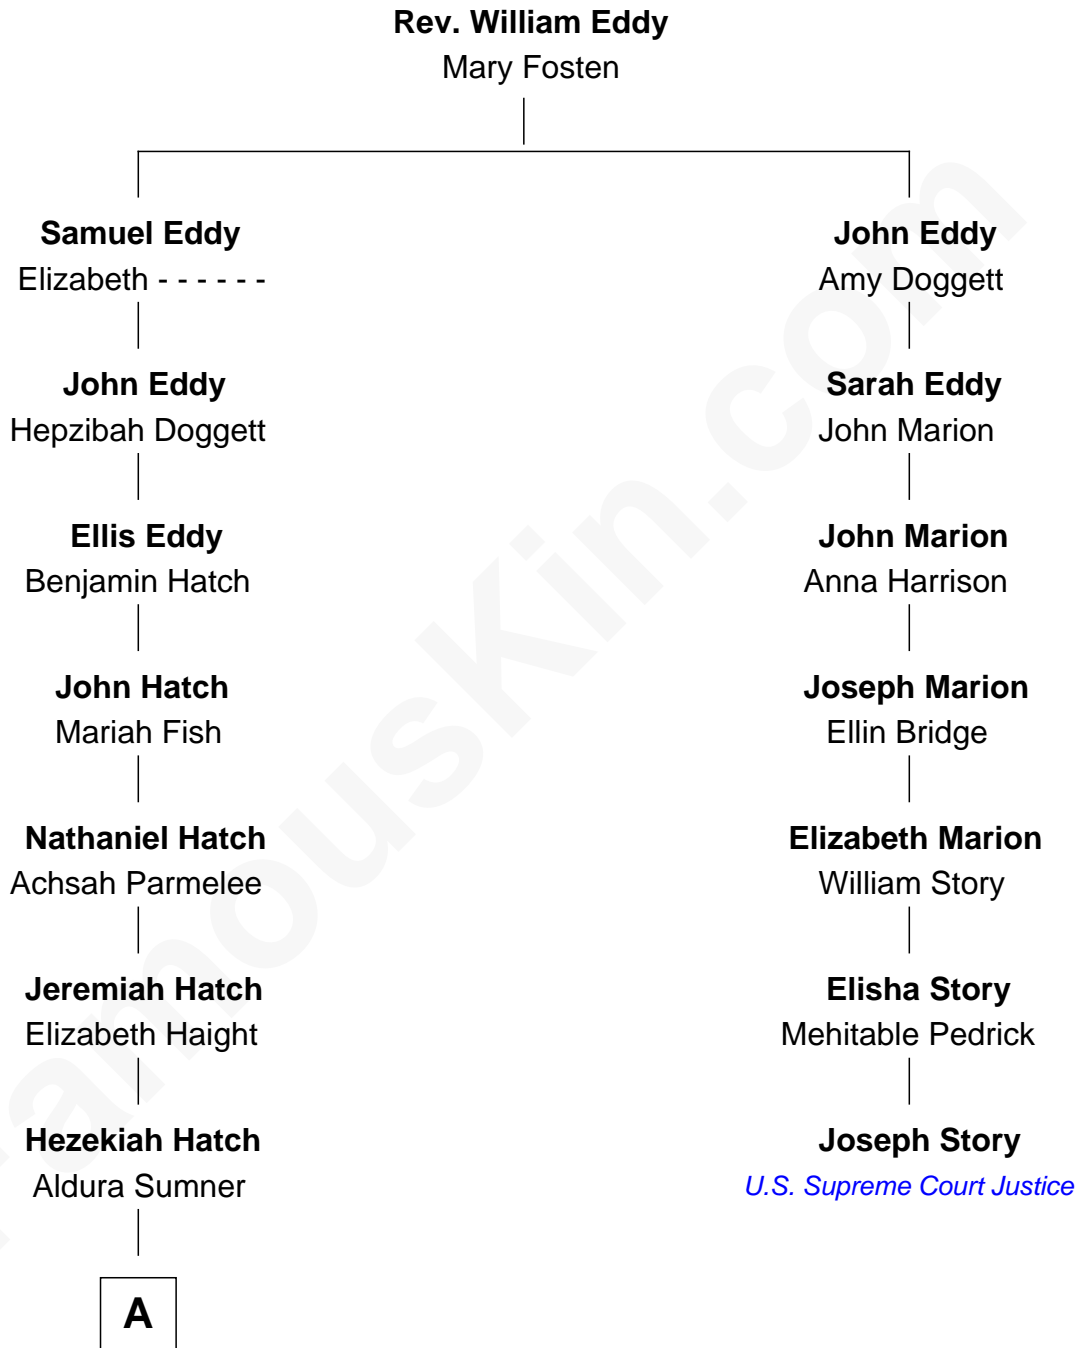 Rev. William Eddy
Mary Fosten
Samuel Eddy
Elizabeth - - - - - -
John Eddy
Hepzibah Doggett
Ellis Eddy
Benjamin Hatch
John Hatch
Mariah Fish
Nathaniel Hatch
Achsah Parmelee
Jeremiah Hatch
Elizabeth Haight
Hezekiah Hatch
Aldura Sumner
A
John Eddy
Amy Doggett
Sarah Eddy
John Marion
John Marion
Anna Harrison
Joseph Marion
Ellin Bridge
Elizabeth Marion
William Story
Elisha Story
Mehitable Pedrick
Joseph Story
U.S. Supreme Court Justice
FamousKin.com